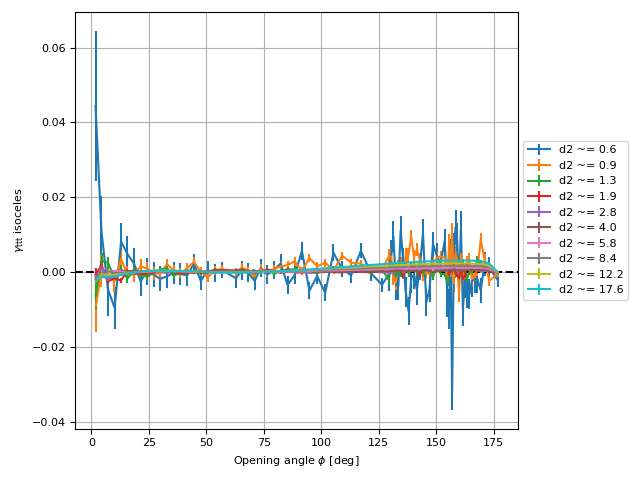 0.06
0.04
0.02
0.00
−0.02
−0.04
γttt isoceles
0 25 50 75 100 125 150 175
Opening angle ϕ [deg]
d2 ~= 0.6
d2 ~= 0.9
d2 ~= 1.3
d2 ~= 1.9
d2 ~= 2.8
d2 ~= 4.0
d2 ~= 5.8
d2 ~= 8.4
d2 ~= 12.2
d2 ~= 17.6